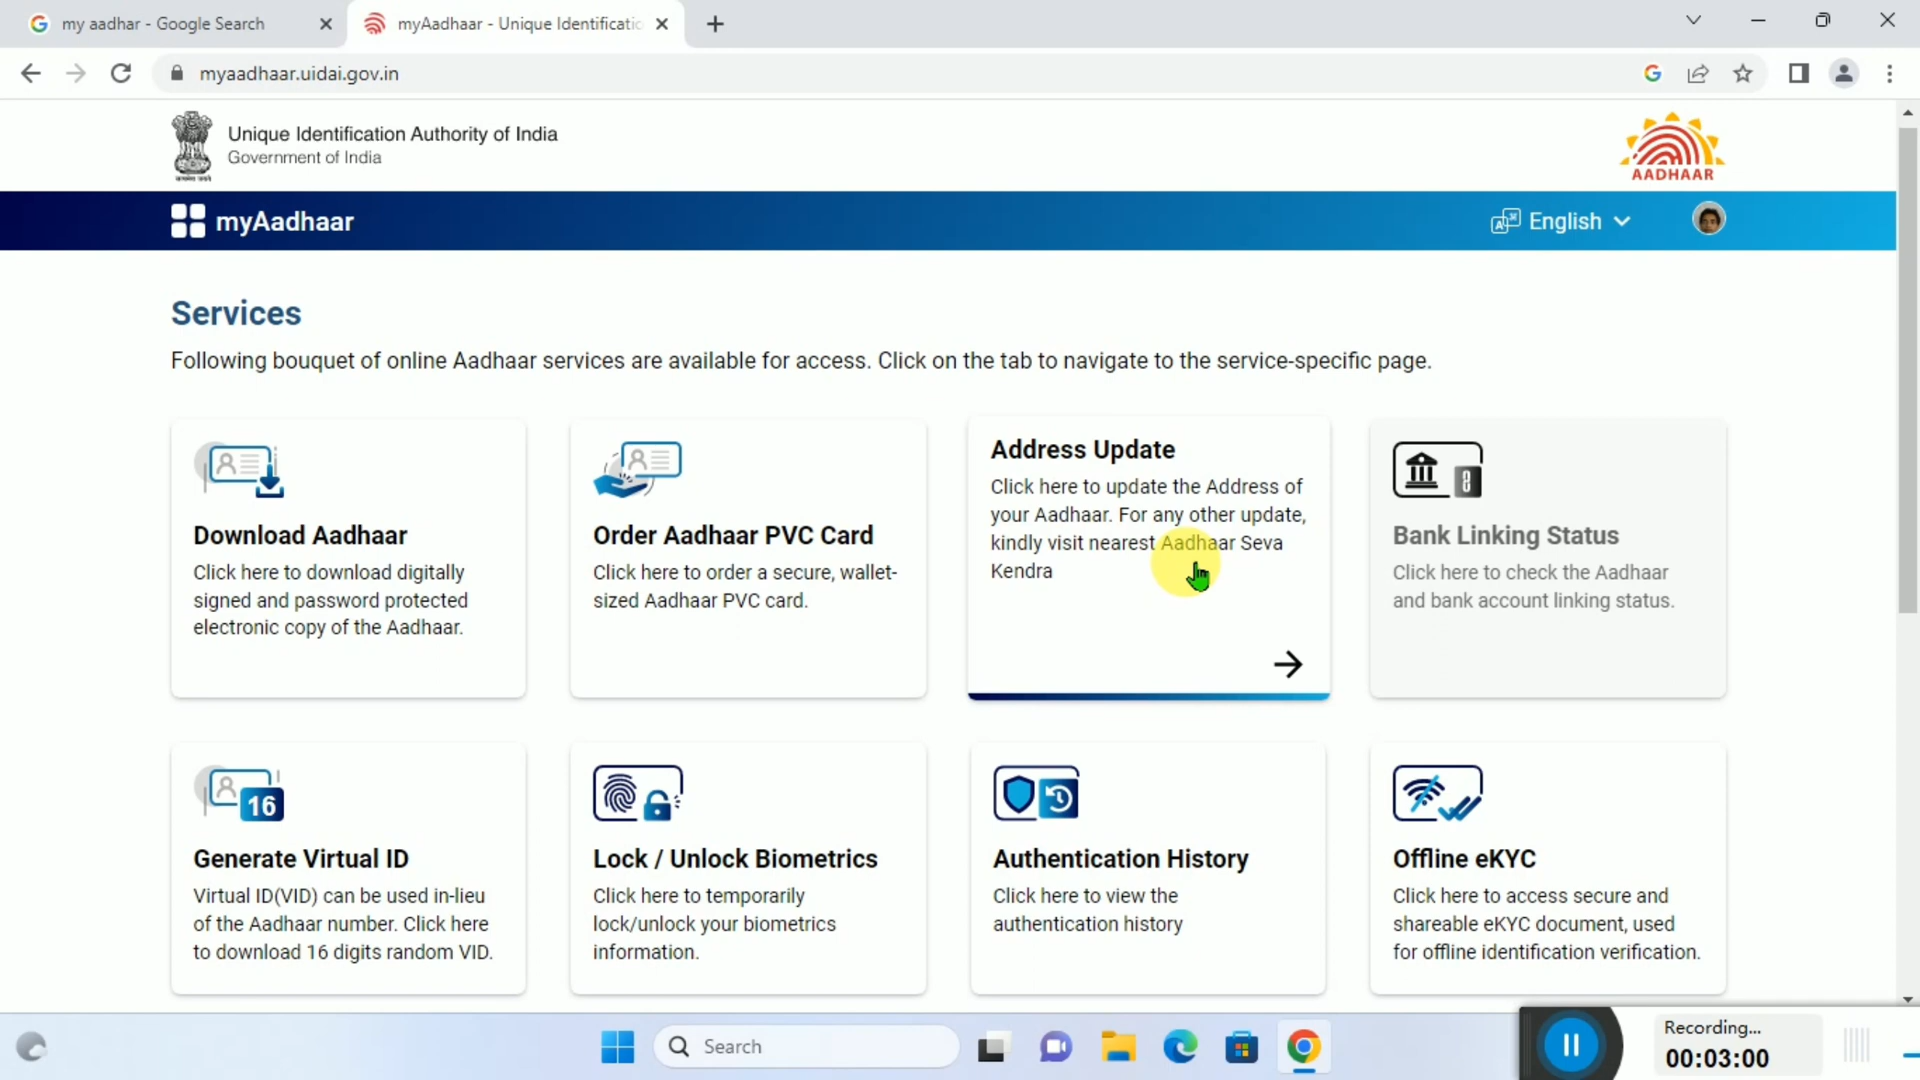 my aadhar - Google Search
myAadhaar - Unique Identificatio
myaadhaar.uidai.gov.in
Unique Identification Authority of India
Government of India
AADHAAR
myAadhaar
English
Services
Following bouquet of online Aadhaar services are available for access. Click on the tab to navigate to the service-specific page.
Download Aadhaar
Click here to download digitally
signed and password protected
electronic copy of the Aadhaar.
Order Aadhaar PVC Card
Click here to order a secure, wallet-
sized Aadhaar PVC card.
Address Update
Click here to update the Address of
your Aadhaar. For any other update,
kindly visit nearest Aadhaar Seva
Kendra
Bank Linking Status
Click here to check the Aadhaar
and bank account linking status.
16
Generate Virtual ID
Virtual ID(VID) can be used in-lieu
of the Aadhaar number. Click here
to download 16 digits random VID.
Lock / Unlock Biometrics
Click here to temporarily
lock/unlock your biometrics
information.
Authentication History
Click here to view the
authentication history
Offline eKYC
Click here to access secure and
shareable eKYC document, used
for offline identification verification.
Search
Recording...
00:03:00